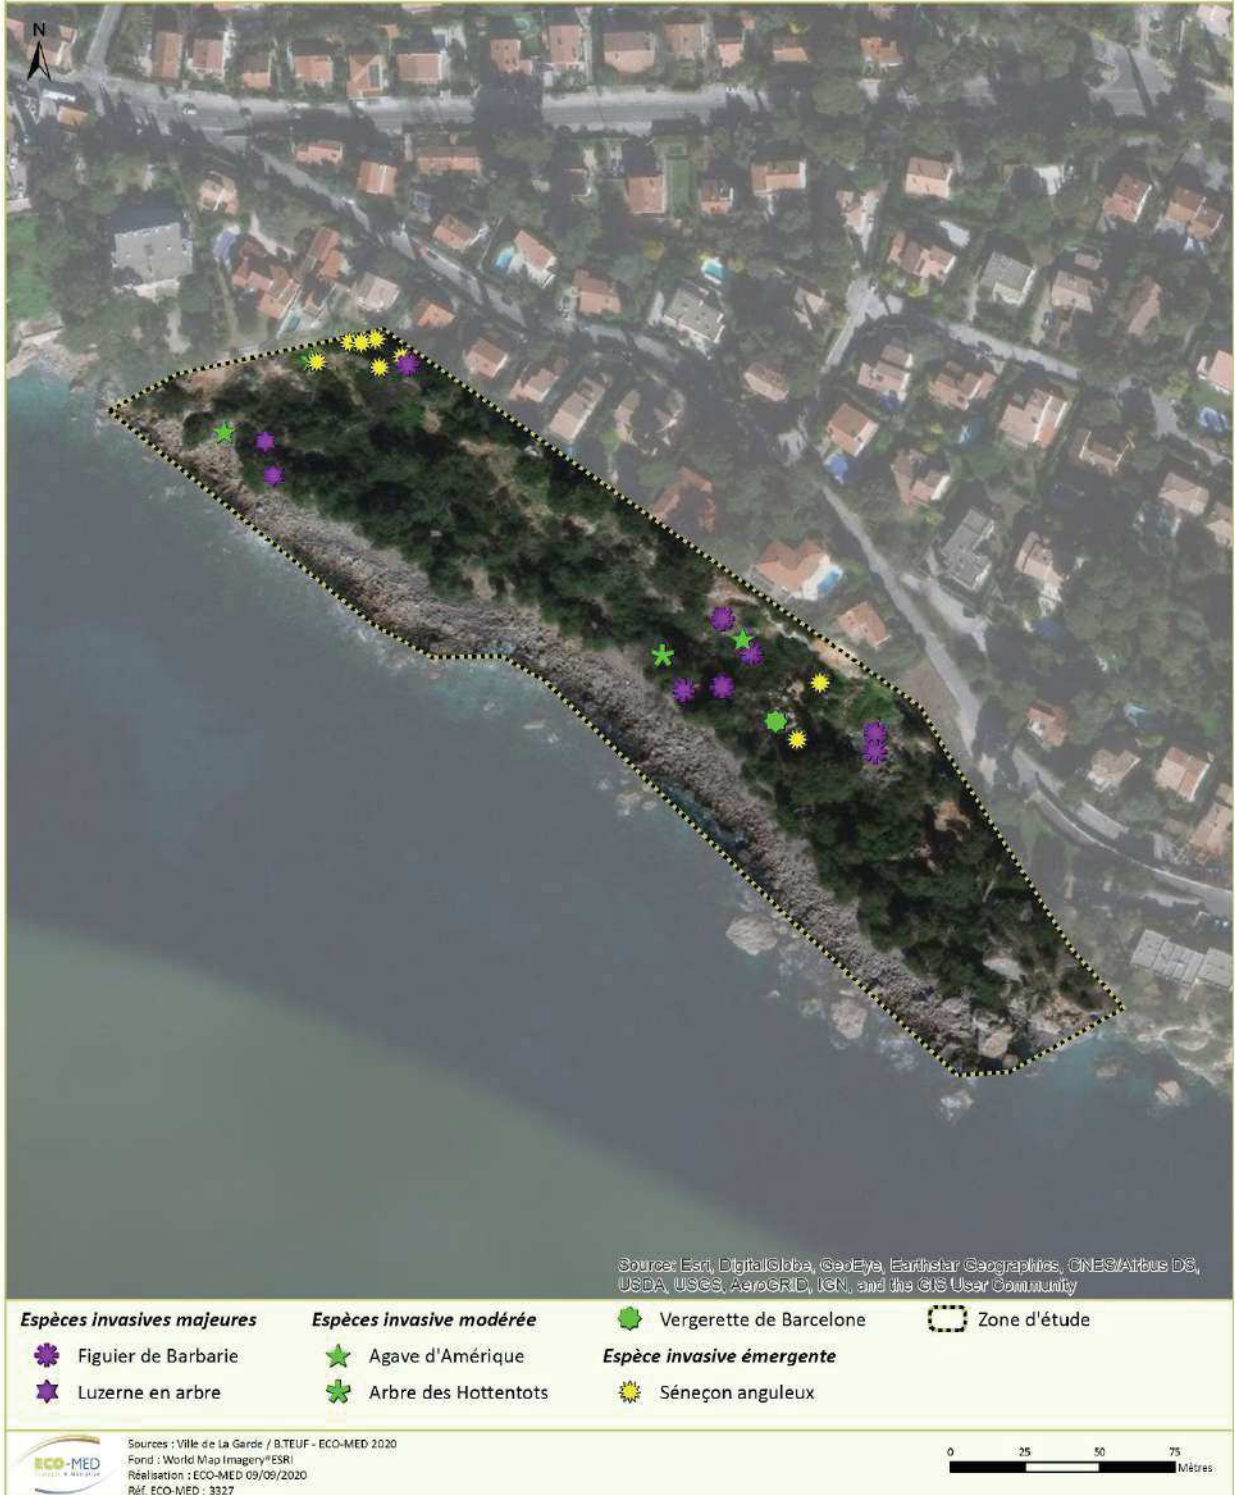 N
Source: Esri, DigitalGlobe, GeoEye, Earthstar Geographics, CNES/Airbus DS,
USDA, USGS, AeroGRID, IGN, and the GIS User Community
Espèces invasives majeures
Figuier de Barbarie
Luzerne en arbre
Espèces invasive modérée
Agave d'Amérique
Arbre des Hottentots
Vergerette de Barcelone
Espèce invasive émergente
Séneçon anguleux
Zone d'étude
ECO-MED
Sources : Ville de La Garde / B.TEUF - ECO-MED 2020
Fond : World Map Imagery®ESRI
Réalisation : ECO-MED 09/09/2020
Réf. ECO-MED : 3327
0 25 50 75
Mètres